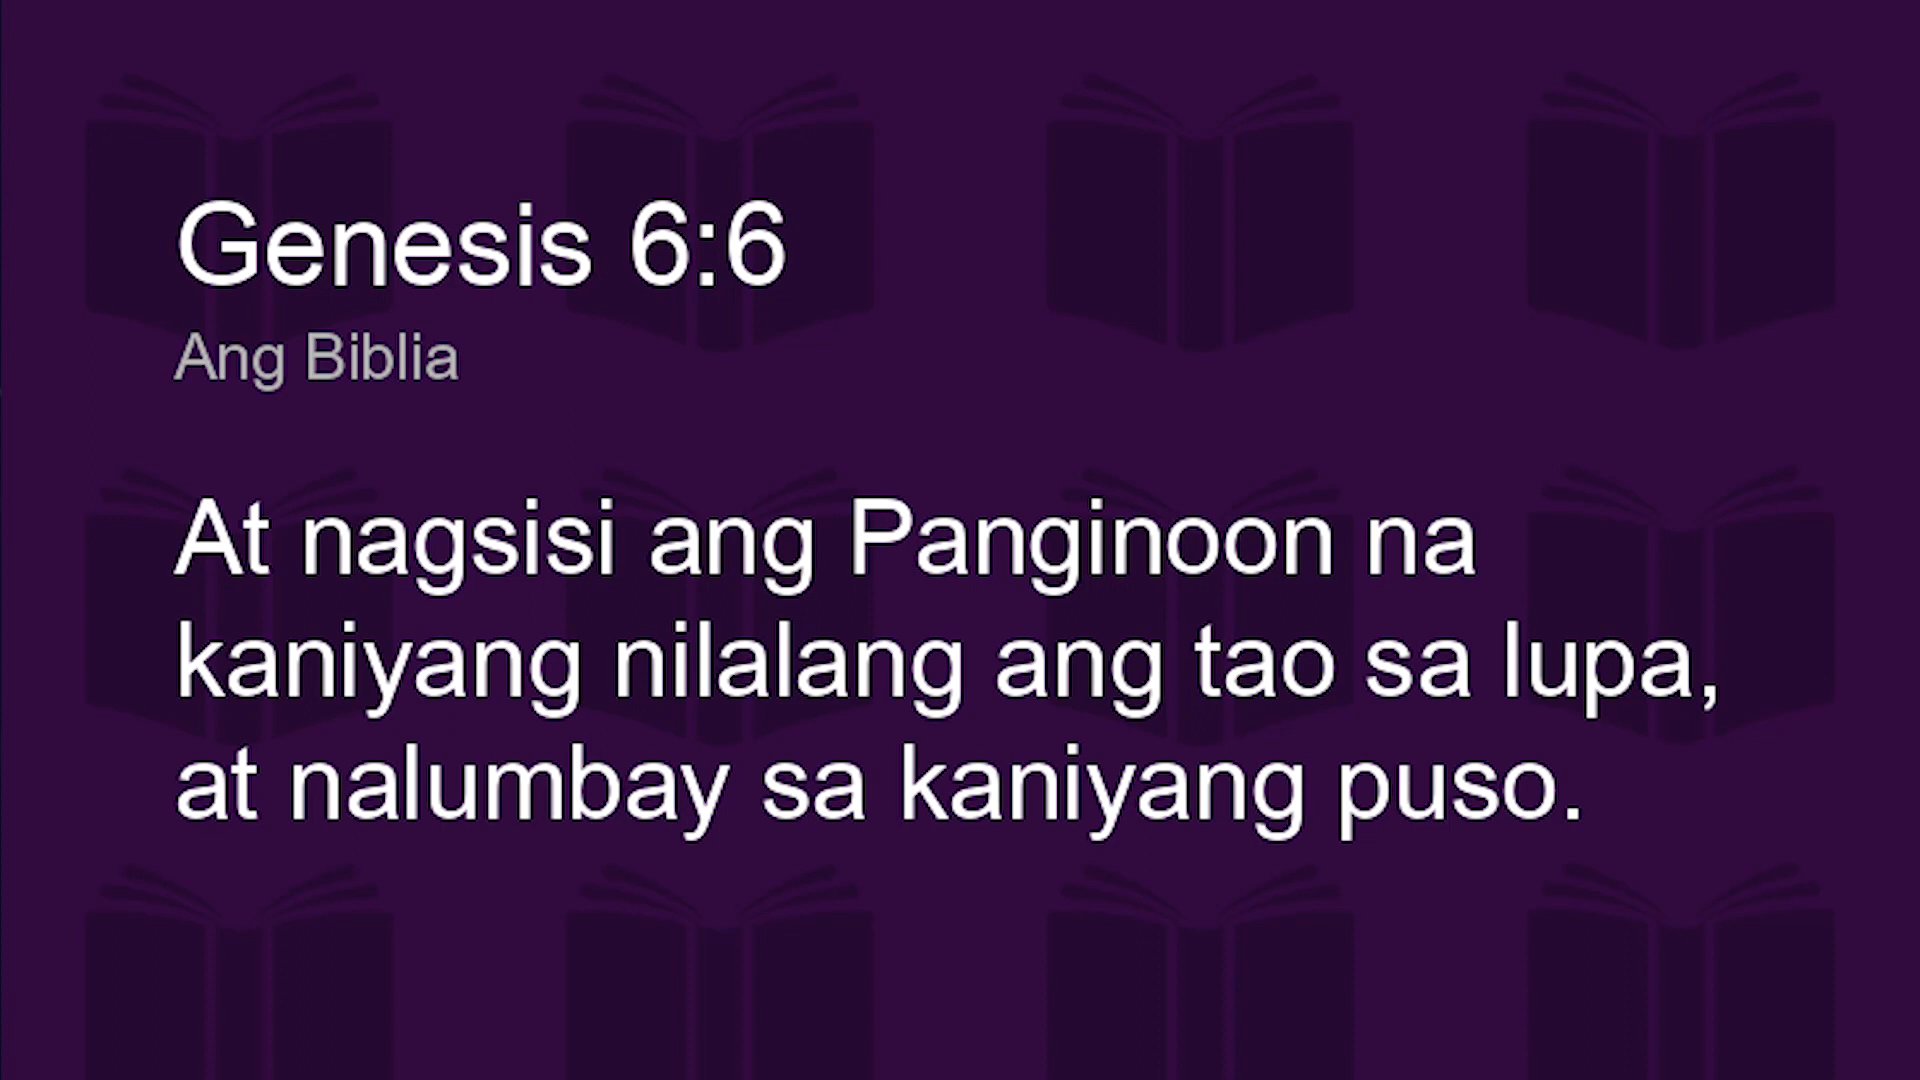 Genesis 6:6
Ang Biblia
At nagsisi ang Panginoon na
kaniyang nilalang ang tao sa lupa,
at nalumbay sa kaniyang puso.